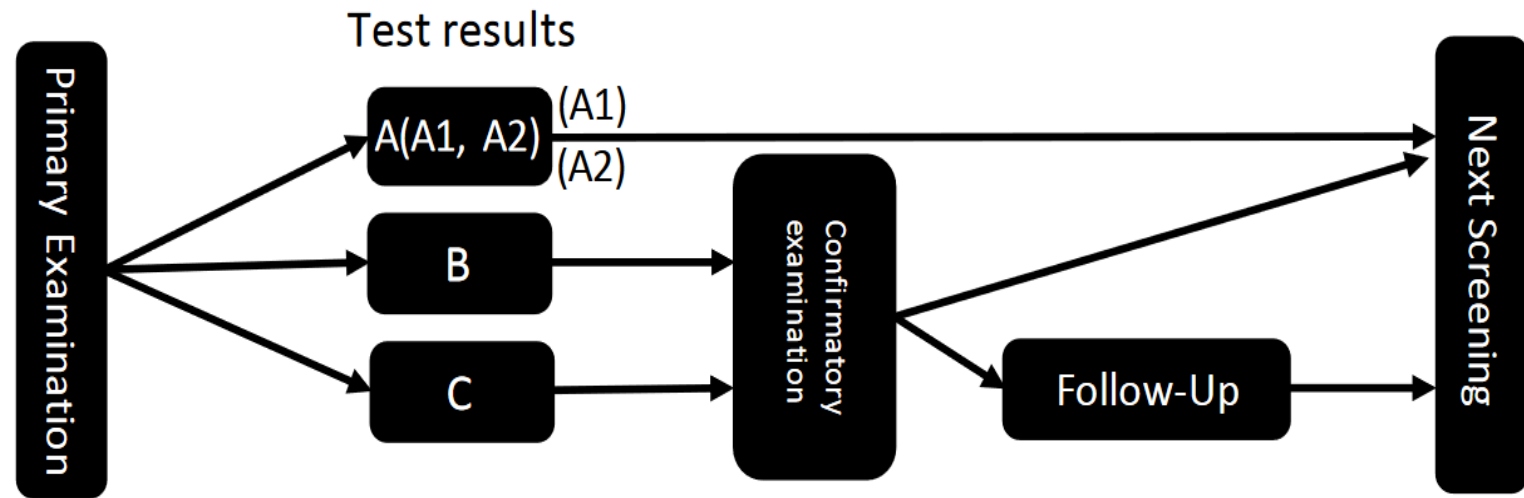 Test results
Primary Examination
A(A1, A2)
(A1)
(A2)
B
C
Confirmatory
examination
Follow-Up
Next Screening